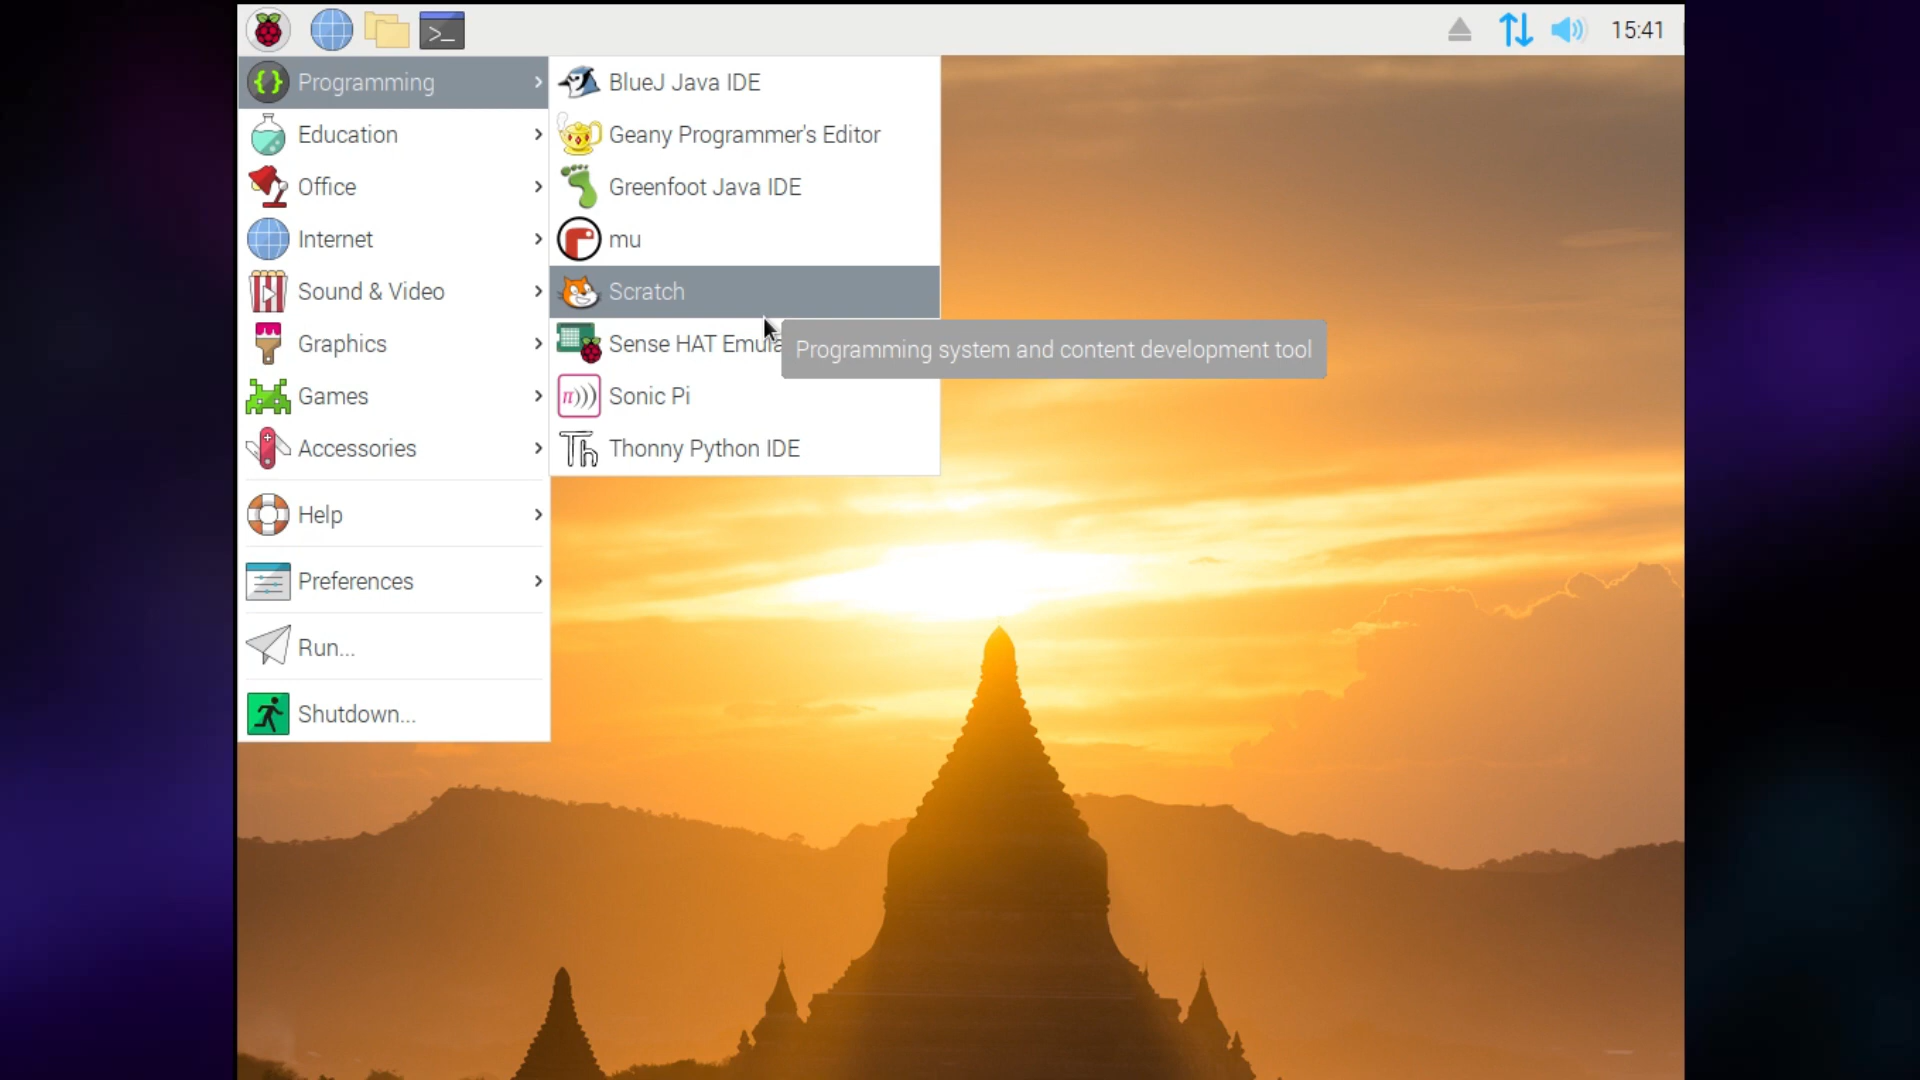 >_
15:41
Programming
Education
Office
Internet
Sound & Video
Graphics
Games
Accessories
Help
Preferences
Run...
Shutdown...
BlueJ Java IDE
Geany Programmer's Editor
Greenfoot Java IDE
mu
Scratch
Sense HAT
Programming system and content development tool
π)))
Sonic Pi
Th
Thonny Python IDE